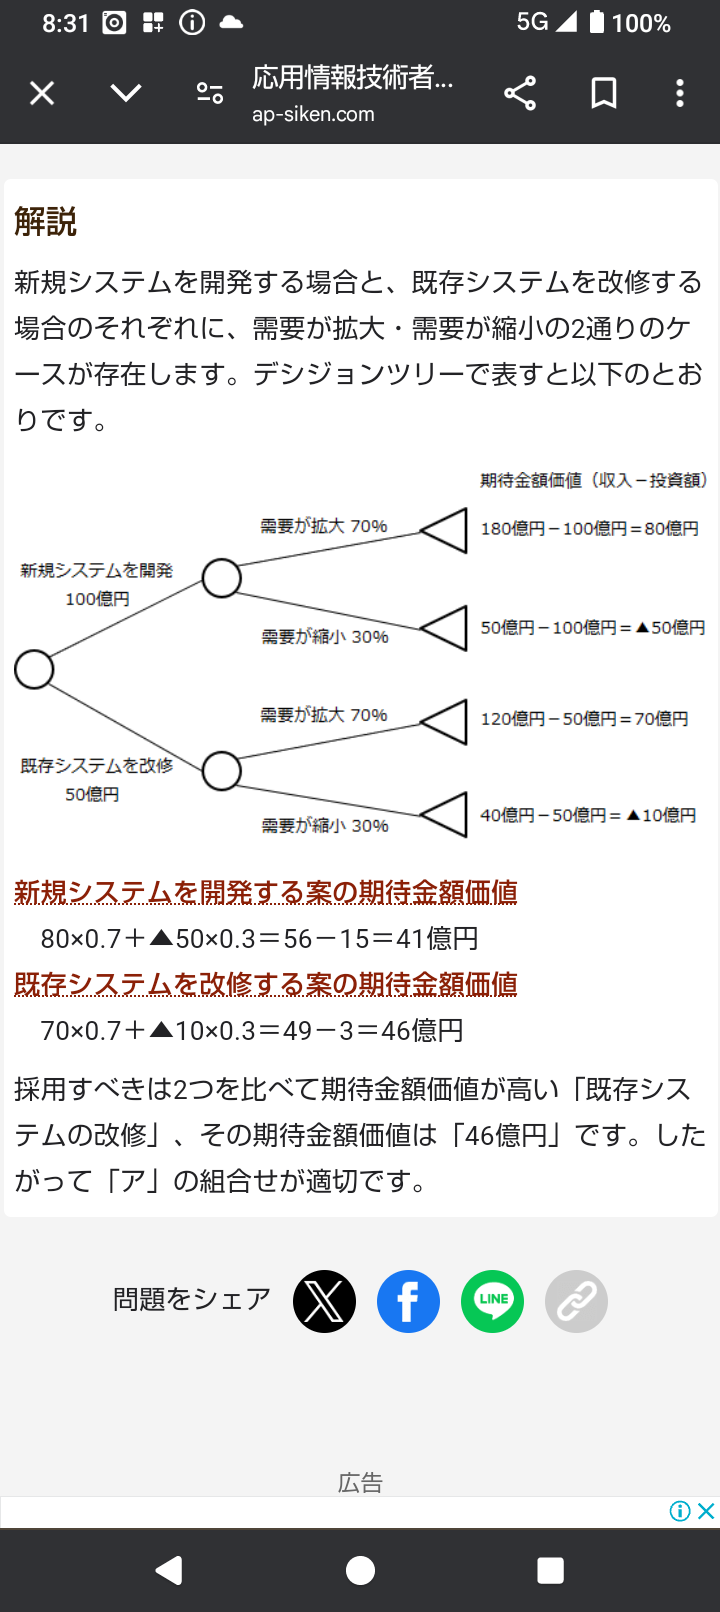 8:31
5G 100%
応用情報技術者...
ap-siken.com
解説
新規システムを開発する場合と、既存システムを改修する
場合のそれぞれに、需要が拡大・需要が縮小の2通りのケ
ースが存在します。デシジョンツリーで表すと以下のとお
りです。
期待金額価値（収入－投資額）
需要が拡大 70%
180億円－100億円＝80億円
新規システムを開発
100億円
需要が縮小 30%
50億円－100億円＝▲50億円
需要が拡大 70%
120億円－50億円＝70億円
既存システムを改修
50億円
需要が縮小 30%
40億円－50億円＝▲10億円
新規システムを開発する案の期待金額価値
80×0.7＋▲50×0.3＝56－15＝41億円
既存システムを改修する案の期待金額価値
70×0.7＋▲10×0.3＝49－3＝46億円
採用すべきは2つを比べて期待金額価値が高い「既存シス
テムの改修」、その期待金額価値は「46億円」です。した
がって「ア」の組合せが適切です。
問題をシェア
LINE
広告